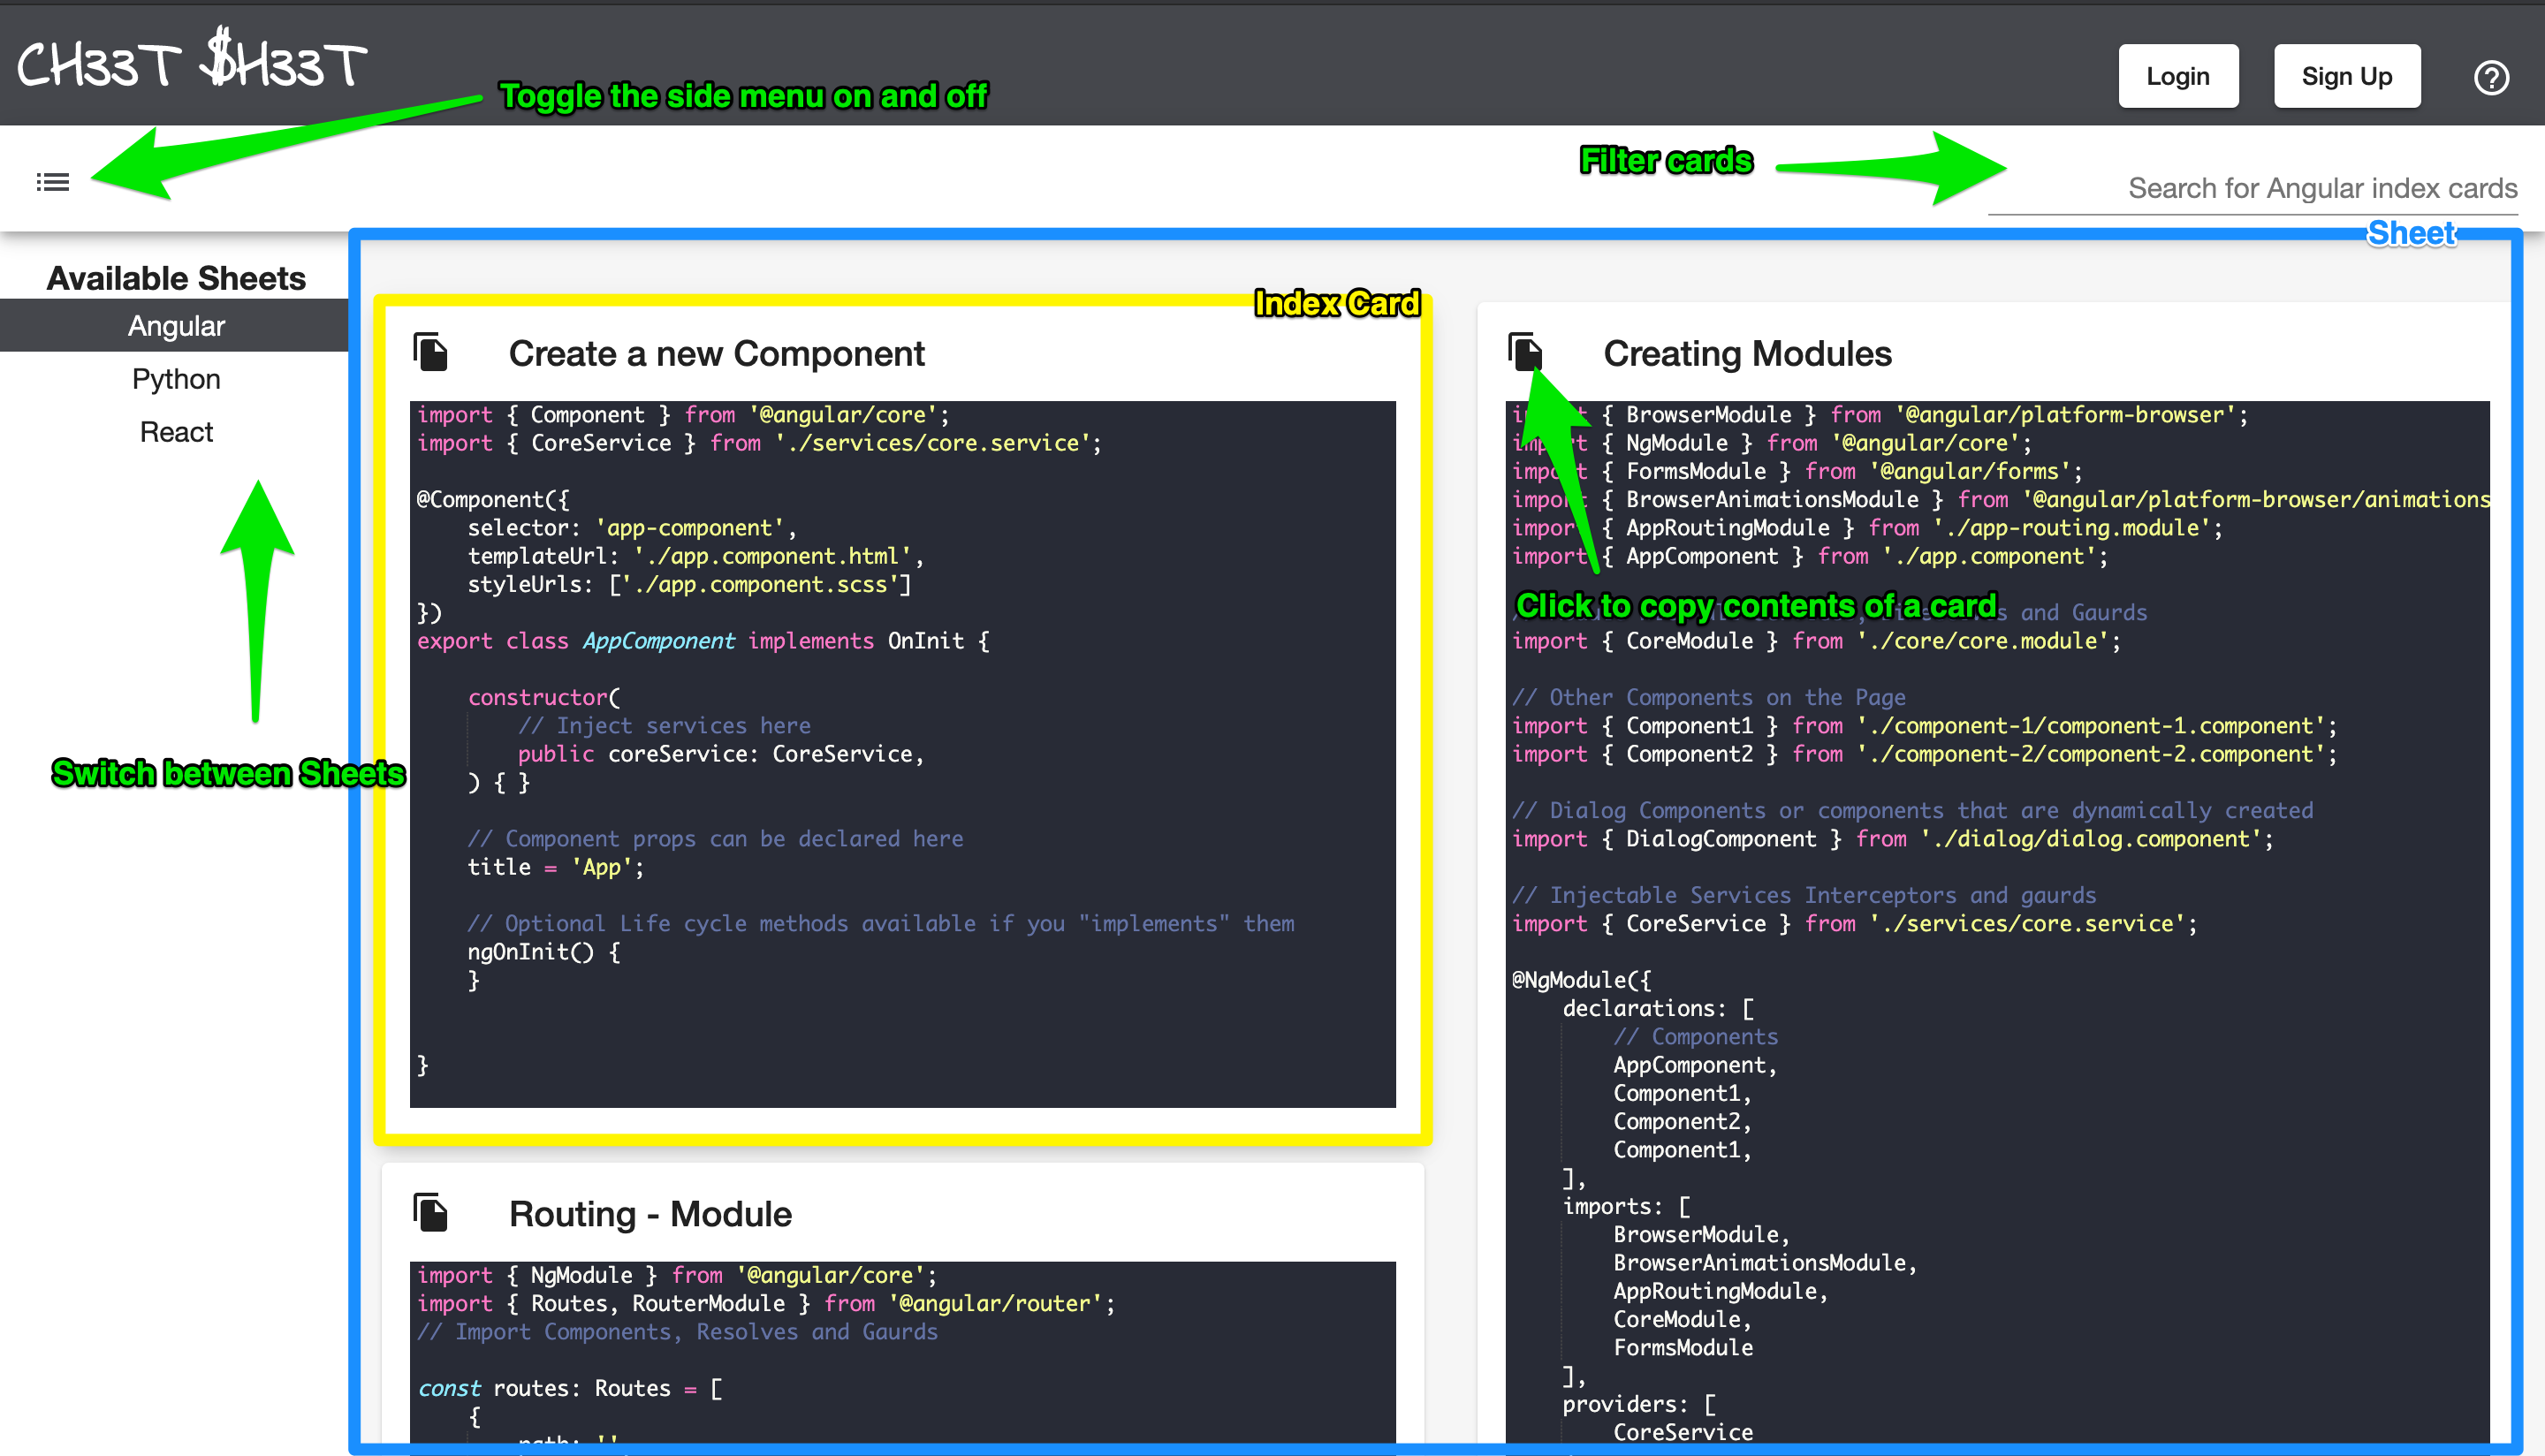 CH33T $H33T
Toggle the side menu on and off
Login
Sign Up
Filter cards
Search for Angular index cards
Sheet
Available Sheets
Angular
Python
React
Switch between Sheets
Index Card
Create a new Component
import { Component } from '@angular/core';
import { CoreService } from './services/core.service';
@Component({
selector: 'app-component',
templateUrl: './app.component.html',
styleUrls: ['./app.component.scss']
})
export class AppComponent implements OnInit {
constructor(
// Inject services here
public coreService: CoreService,
) { }
// Component props can be declared here
title = 'App';
// Optional Life cycle methods available if you "implements" them
ngOnInit() {
}
}
Routing - Module
import { NgModule } from '@angular/core';
import { Routes, RouterModule } from '@angular/router';
// Import Components, Resolves and Gaurds
const routes: Routes = [
{
path: ''
Creating Modules
import { BrowserModule } from '@angular/platform-browser';
import { NgModule } from '@angular/core';
import { FormsModule } from '@angular/forms';
import { BrowserAnimationsModule } from '@angular/platform-browser/animations
import { AppRoutingModule } from './app-routing.module';
import { AppComponent } from './app.component';
Click to copy contents of a card
and Gaurds
import { CoreModule } from './core/core.module';
// Other Components on the Page
import { Component1 } from './component-1/component-1.component';
import { Component2 } from './component-2/component-2.component';
// Dialog Components or components that are dynamically created
import { DialogComponent } from './dialog/dialog.component';
// Injectable Services Interceptors and gaurds
import { CoreService } from './services/core.service';
@NgModule({
declarations: [
// Components
AppComponent,
Component1,
Component2,
Component1,
],
imports: [
BrowserModule,
BrowserAnimationsModule,
AppRoutingModule,
CoreModule,
FormsModule
],
providers: [
CoreService